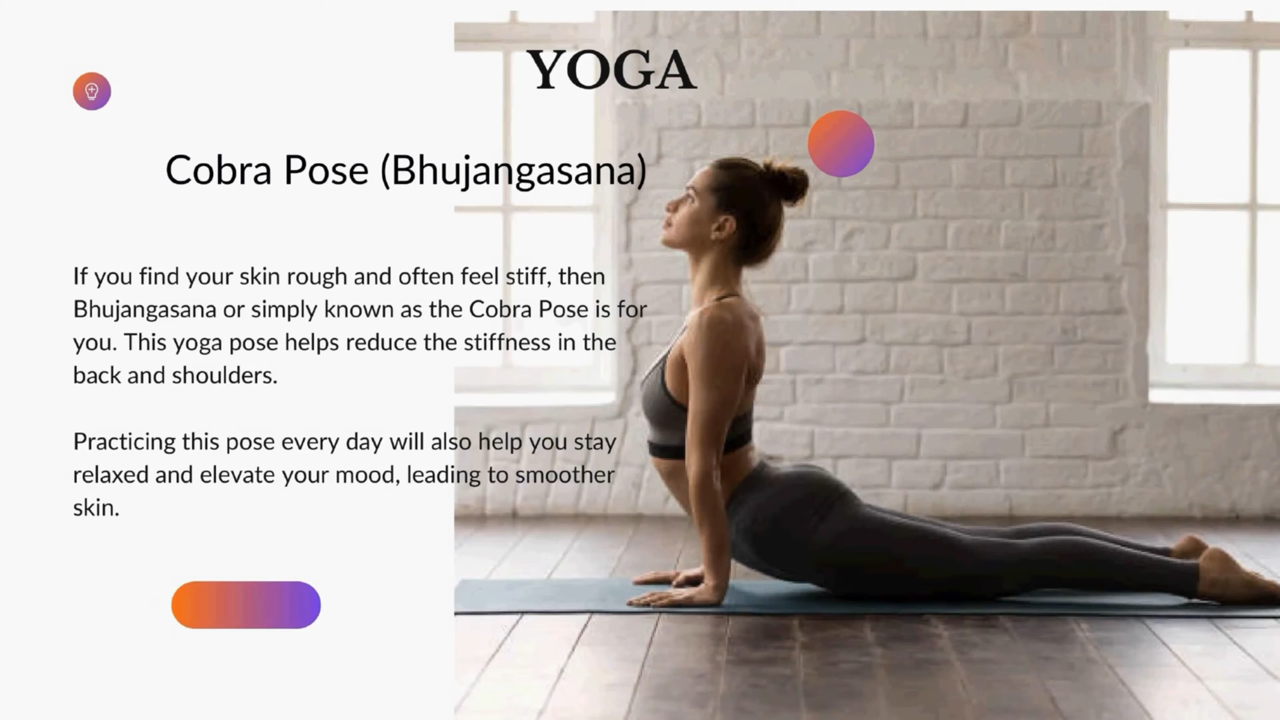 YOGA
Cobra Pose (Bhujangasana)
If you find your skin rough and often feel stiff, then
Bhujangasana or simply known as the Cobra Pose is for
you. This yoga pose helps reduce the stiffness in the
back and shoulders.
Practicing this pose every day will also help you stay
relaxed and elevate your mood, leading to smoother
skin.